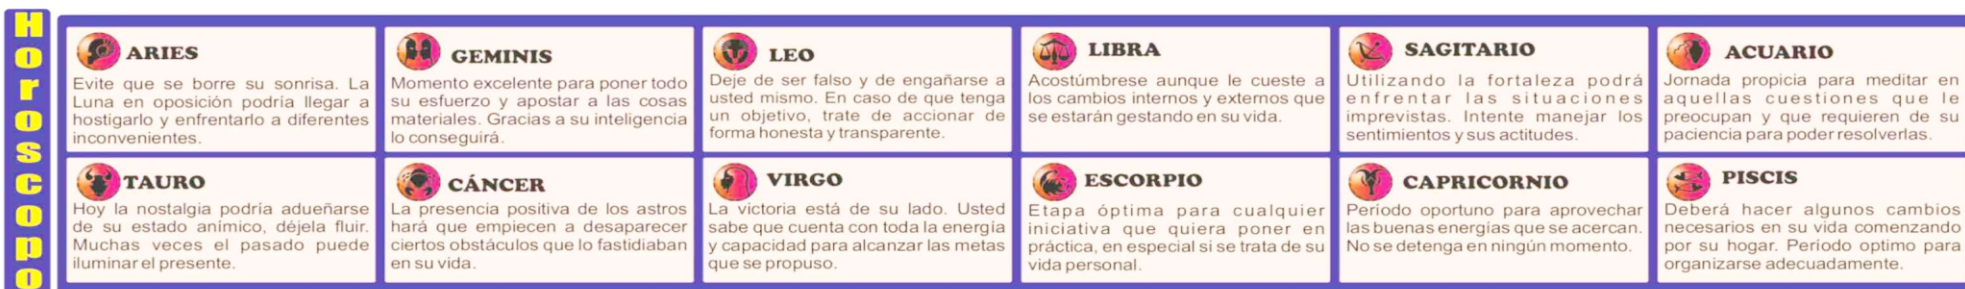 Horoscopo
ARIES
Evite que se borre su sonrisa. La
Luna en oposición podría llegar a
hostigarlo y enfrentarlo a diferentes
inconvenientes.
GEMINIS
Momento excelente para poner todo
su esfuerzo y apostar a las cosas
materiales. Gracias a su inteligencia
lo conseguirá.
LEO
Deje de ser falso y de engañarse a
usted mismo. En caso de que tenga
un objetivo, trate de accionar de
forma honesta y transparente.
LIBRA
Acostúmbrese aunque le cueste a
los cambios internos y externos que
se estarán gestando en su vida.
SAGITARIO
Utilizando la fortaleza podrá
enfrentar las situaciones
imprevistas. Intente manejar los
sentimientos y sus actitudes.
ACUARIO
Jornada propicia para meditar en
aquellas cuestiones que le
preocupan y que requieren de su
paciencia para poder resolverlas.
TAURO
Hoy la nostalgia podría adueñarse
de su estado anímico, déjela fluir.
Muchas veces el pasado puede
iluminar el presente.
CÁNCER
La presencia positiva de los astros
hará que empiecen a desaparecer
ciertos obstáculos que lo fastidiaban
en su vida.
VIRGO
La victoria está de su lado. Usted
sabe que cuenta con toda la energía
y capacidad para alcanzar las metas
que se propuso.
ESCORPIO
Etapa óptima para cualquier
iniciativa que quiera poner en
práctica, en especial si se trata de su
vida personal.
CAPRICORNIO
Período oportuno para aprovechar
las buenas energías que se acercan.
No se detenga en ningún momento.
PISCIS
Deberá hacer algunos cambios
necesarios en su vida comenzando
por su hogar. Período optimo para
organizarse adecuadamente.